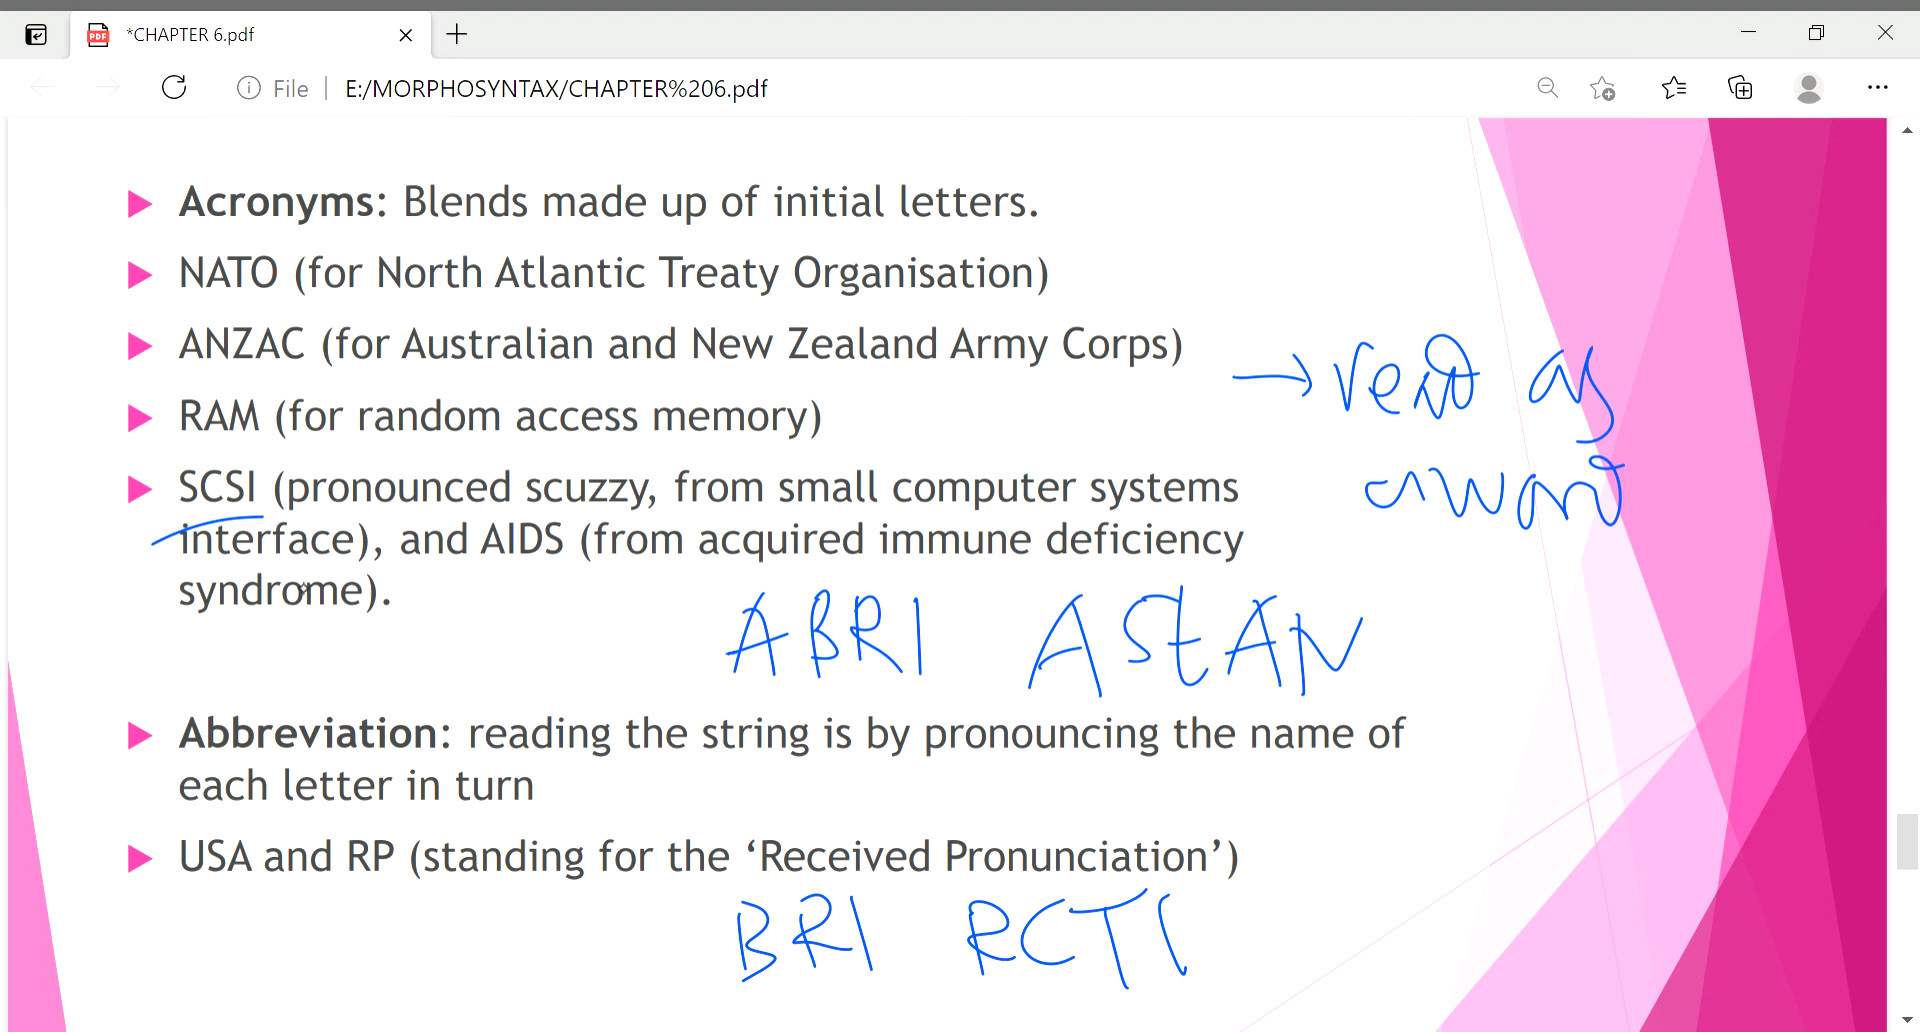 *CHAPTER 6.pdf
File | E:/MORPHOSYNTAX/CHAPTER%206.pdf
Acronyms: Blends made up of initial letters.
NATO (for North Atlantic Treaty Organisation)
ANZAC (for Australian and New Zealand Army Corps)
→ read as
a word
RAM (for random access memory)
SCSI (pronounced scuzzy, from small computer systems
interface), and AIDS (from acquired immune deficiency
syndrome).
ABRI ASEAN
Abbreviation: reading the string is by pronouncing the name of
each letter in turn
USA and RP (standing for the ‘Received Pronunciation’)
BRI RCTI